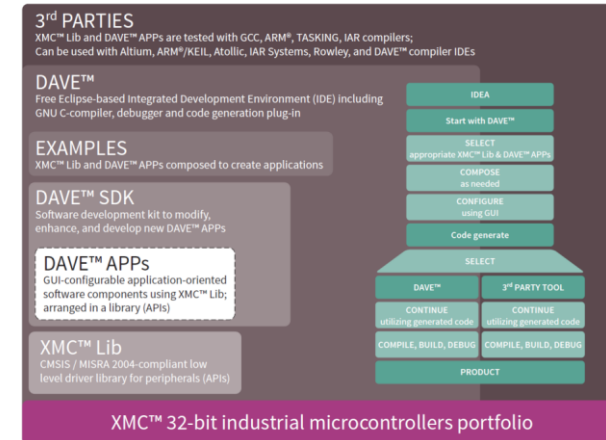 3rd PARTIES
XMC™ Lib and DAVE™ APPs are tested with GCC, ARM®, TASKING, IAR compilers;
Can be used with Altium, ARM®/KEIL, Atollic, IAR Systems, Rowley, and DAVE™ compiler IDEs
DAVE™
Free Eclipse-based Integrated Development Environment (IDE) including
GNU C-compiler, debugger and code generation plug-in
EXAMPLES
XMC™ Lib and DAVE™ APPs composed to create applications
DAVE™ SDK
Software development kit to modify,
enhance, and develop new DAVE™ APPs
DAVE™ APPs
GUI-configurable application-oriented
software components using XMC™ Lib;
arranged in a library (APIs)
XMC™ Lib
CMSIS / MISRA 2004-compliant low
level driver library for peripherals (APIs)
IDEA
Start with DAVE™
SELECT
appropriate XMC™ Lib & DAVE™ APPs
COMPOSE
as needed
CONFIGURE
using GUI
Code generate
SELECT
DAVE™
3rd PARTY TOOL
CONTINUE
utilizing generated code
CONTINUE
utilizing generated code
COMPILE, BUILD, DEBUG
COMPILE, BUILD, DEBUG
PRODUCT
XMC™ 32-bit industrial microcontrollers portfolio